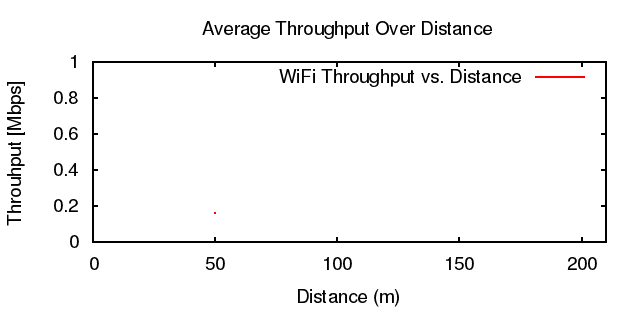 Average Throughput Over Distance
WiFi Throughput vs. Distance
Throuhput [Mbps]
1
0.8
0.6
0.4
0.2
0
0 50 100 150 200
Distance (m)